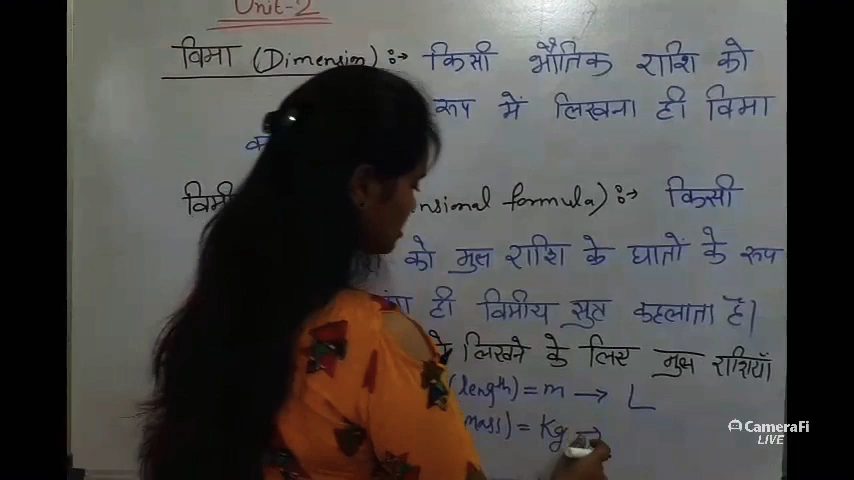 Unit-2
विमा (Dimension) :→ किसी भौतिक राशि को
रूप में लिखना ही विमा
विमी nsional formula) :→ किसी
को मुख्य राशि के घातों के रूप
ही विमीय सुत्र कहलाता है।
लिखने के लिए मुख्य राशियाँ
(length) = m → L
mass) = Kg →
CameraFi
LIVE